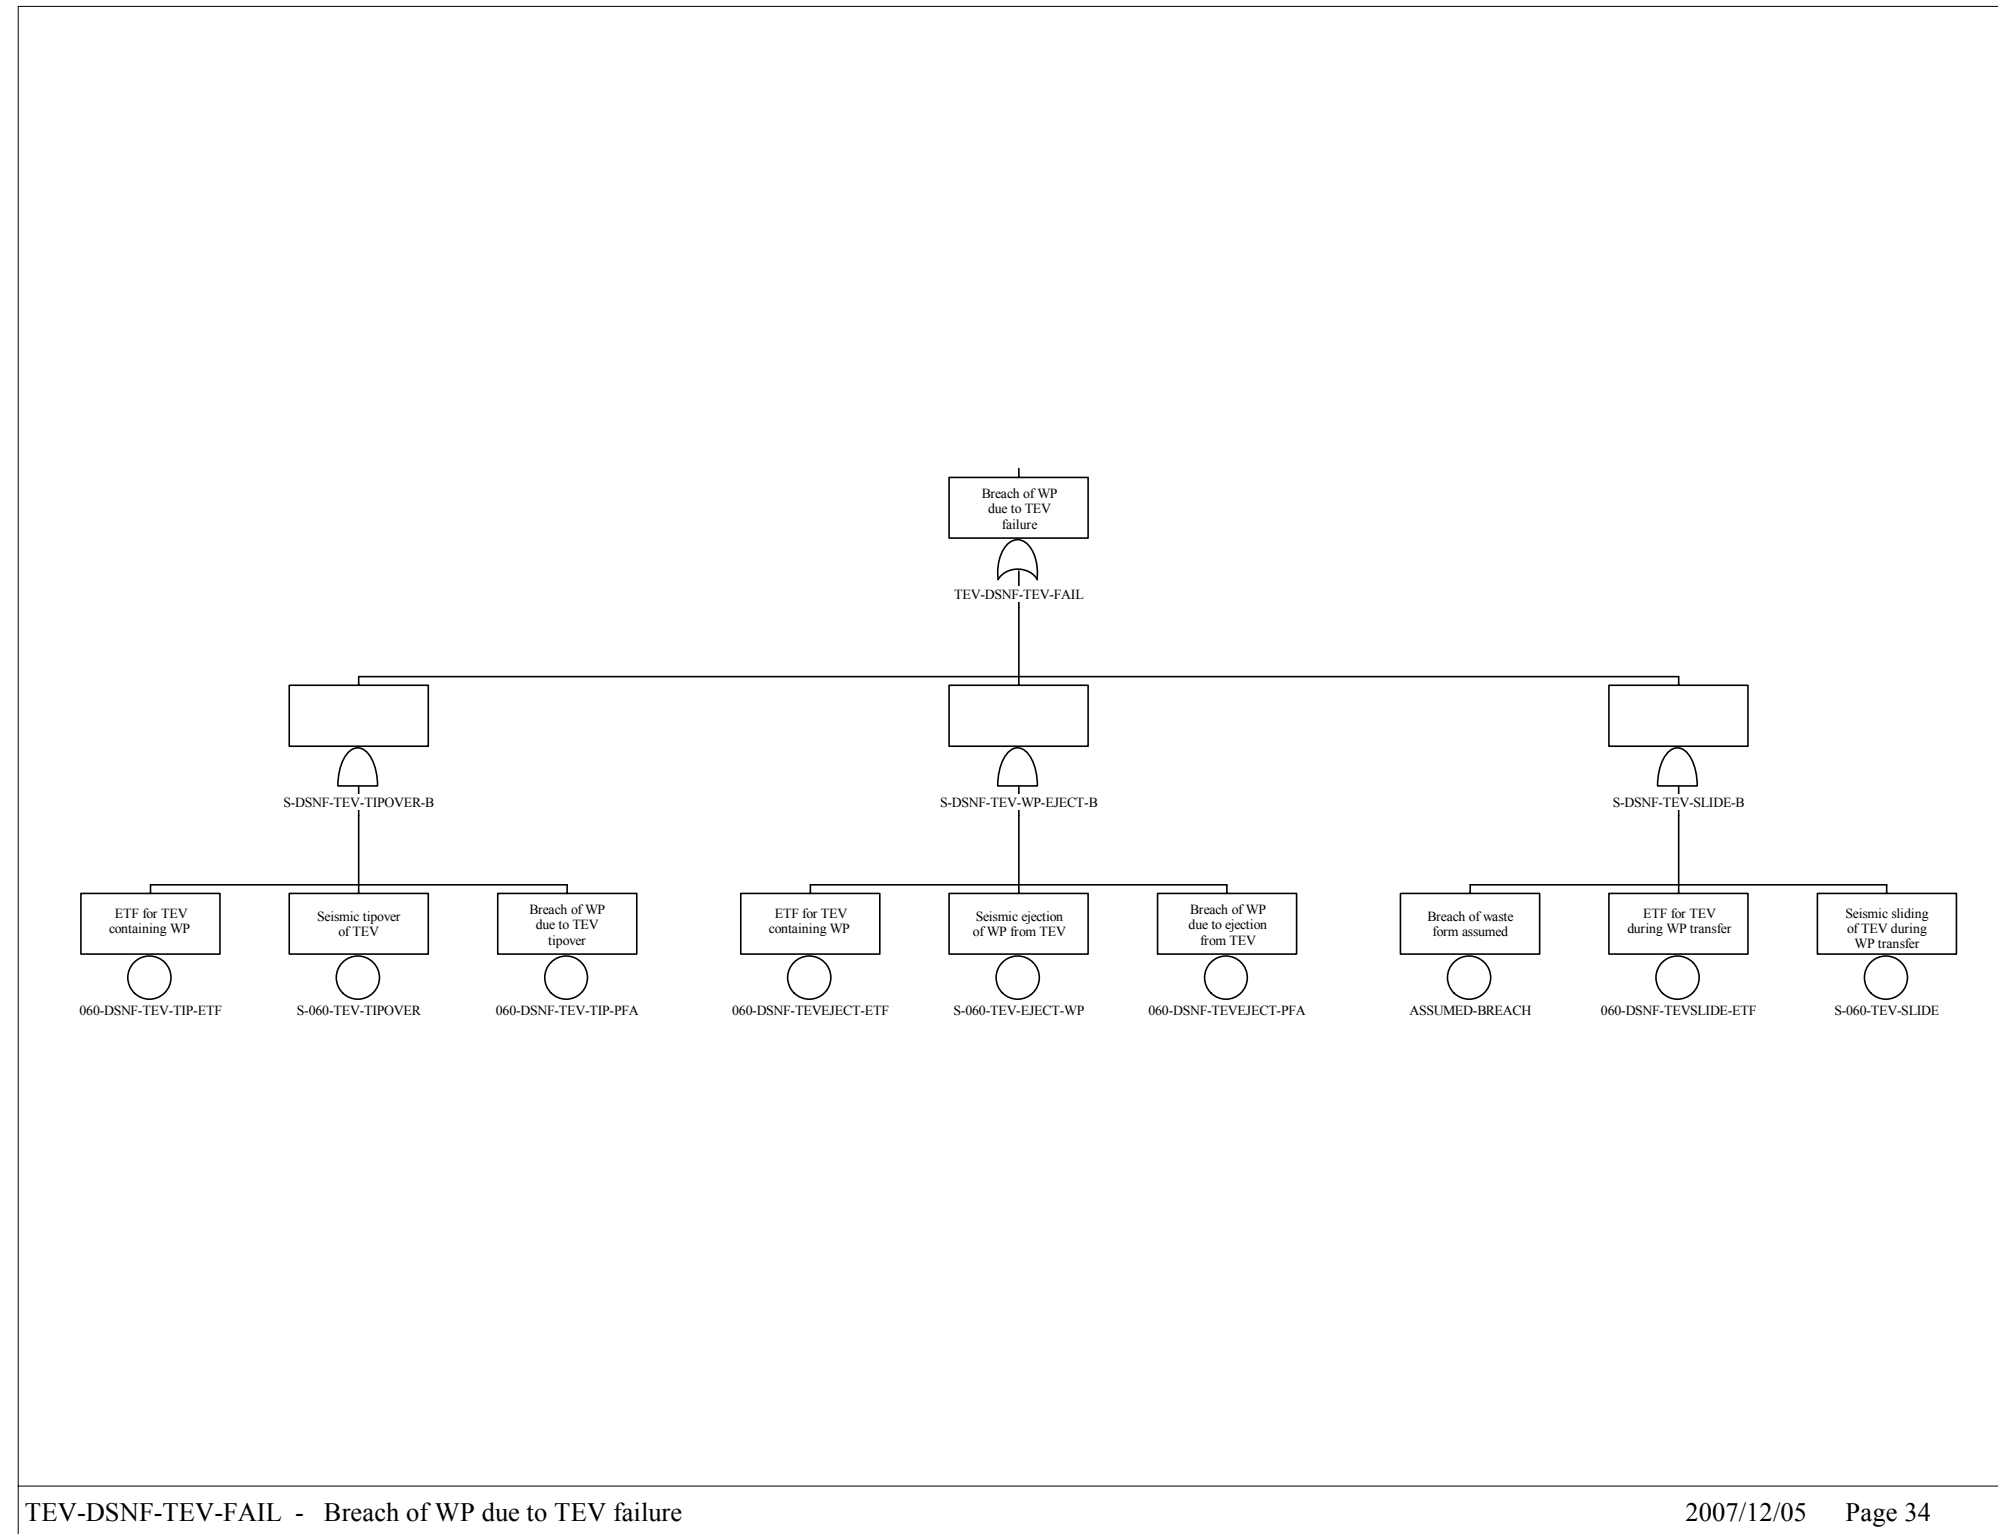 Breach of WP
due to TEV
failure
TEV-DSNF-TEV-FAIL
S-DSNF-TEV-TIPOVER-B
S-DSNF-TEV-WP-EJECT-B
S-DSNF-TEV-SLIDE-B
ETF for TEV
containing WP
060-DSNF-TEV-TIP-ETF
Seismic tipover
of TEV
S-060-TEV-TIPOVER
Breach of WP
due to TEV
tipover
060-DSNF-TEV-TIP-PFA
ETF for TEV
containing WP
060-DSNF-TEVEJECT-ETF
Seismic ejection
of WP from TEV
S-060-TEV-EJECT-WP
Breach of WP
due to ejection
from TEV
060-DSNF-TEVEJECT-PFA
Breach of waste
form assumed
ASSUMED-BREACH
ETF for TEV
during WP transfer
060-DSNF-TEVSLIDE-ETF
Seismic sliding
of TEV during
WP transfer
S-060-TEV-SLIDE
TEV-DSNF-TEV-FAIL - Breach of WP due to TEV failure
2007/12/05 Page 34